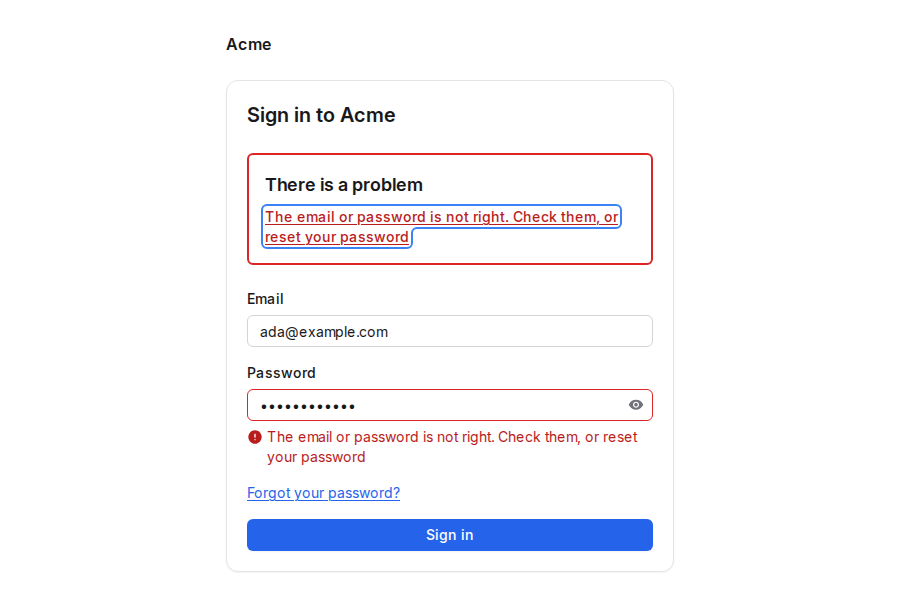 Acme
Sign in to Acme
There is a problem
The email or password is not right. Check them, or
reset your password
Email
ada@example.com
Password
••••••••••••
The email or password is not right. Check them, or reset
your password
Forgot your password?
Sign in